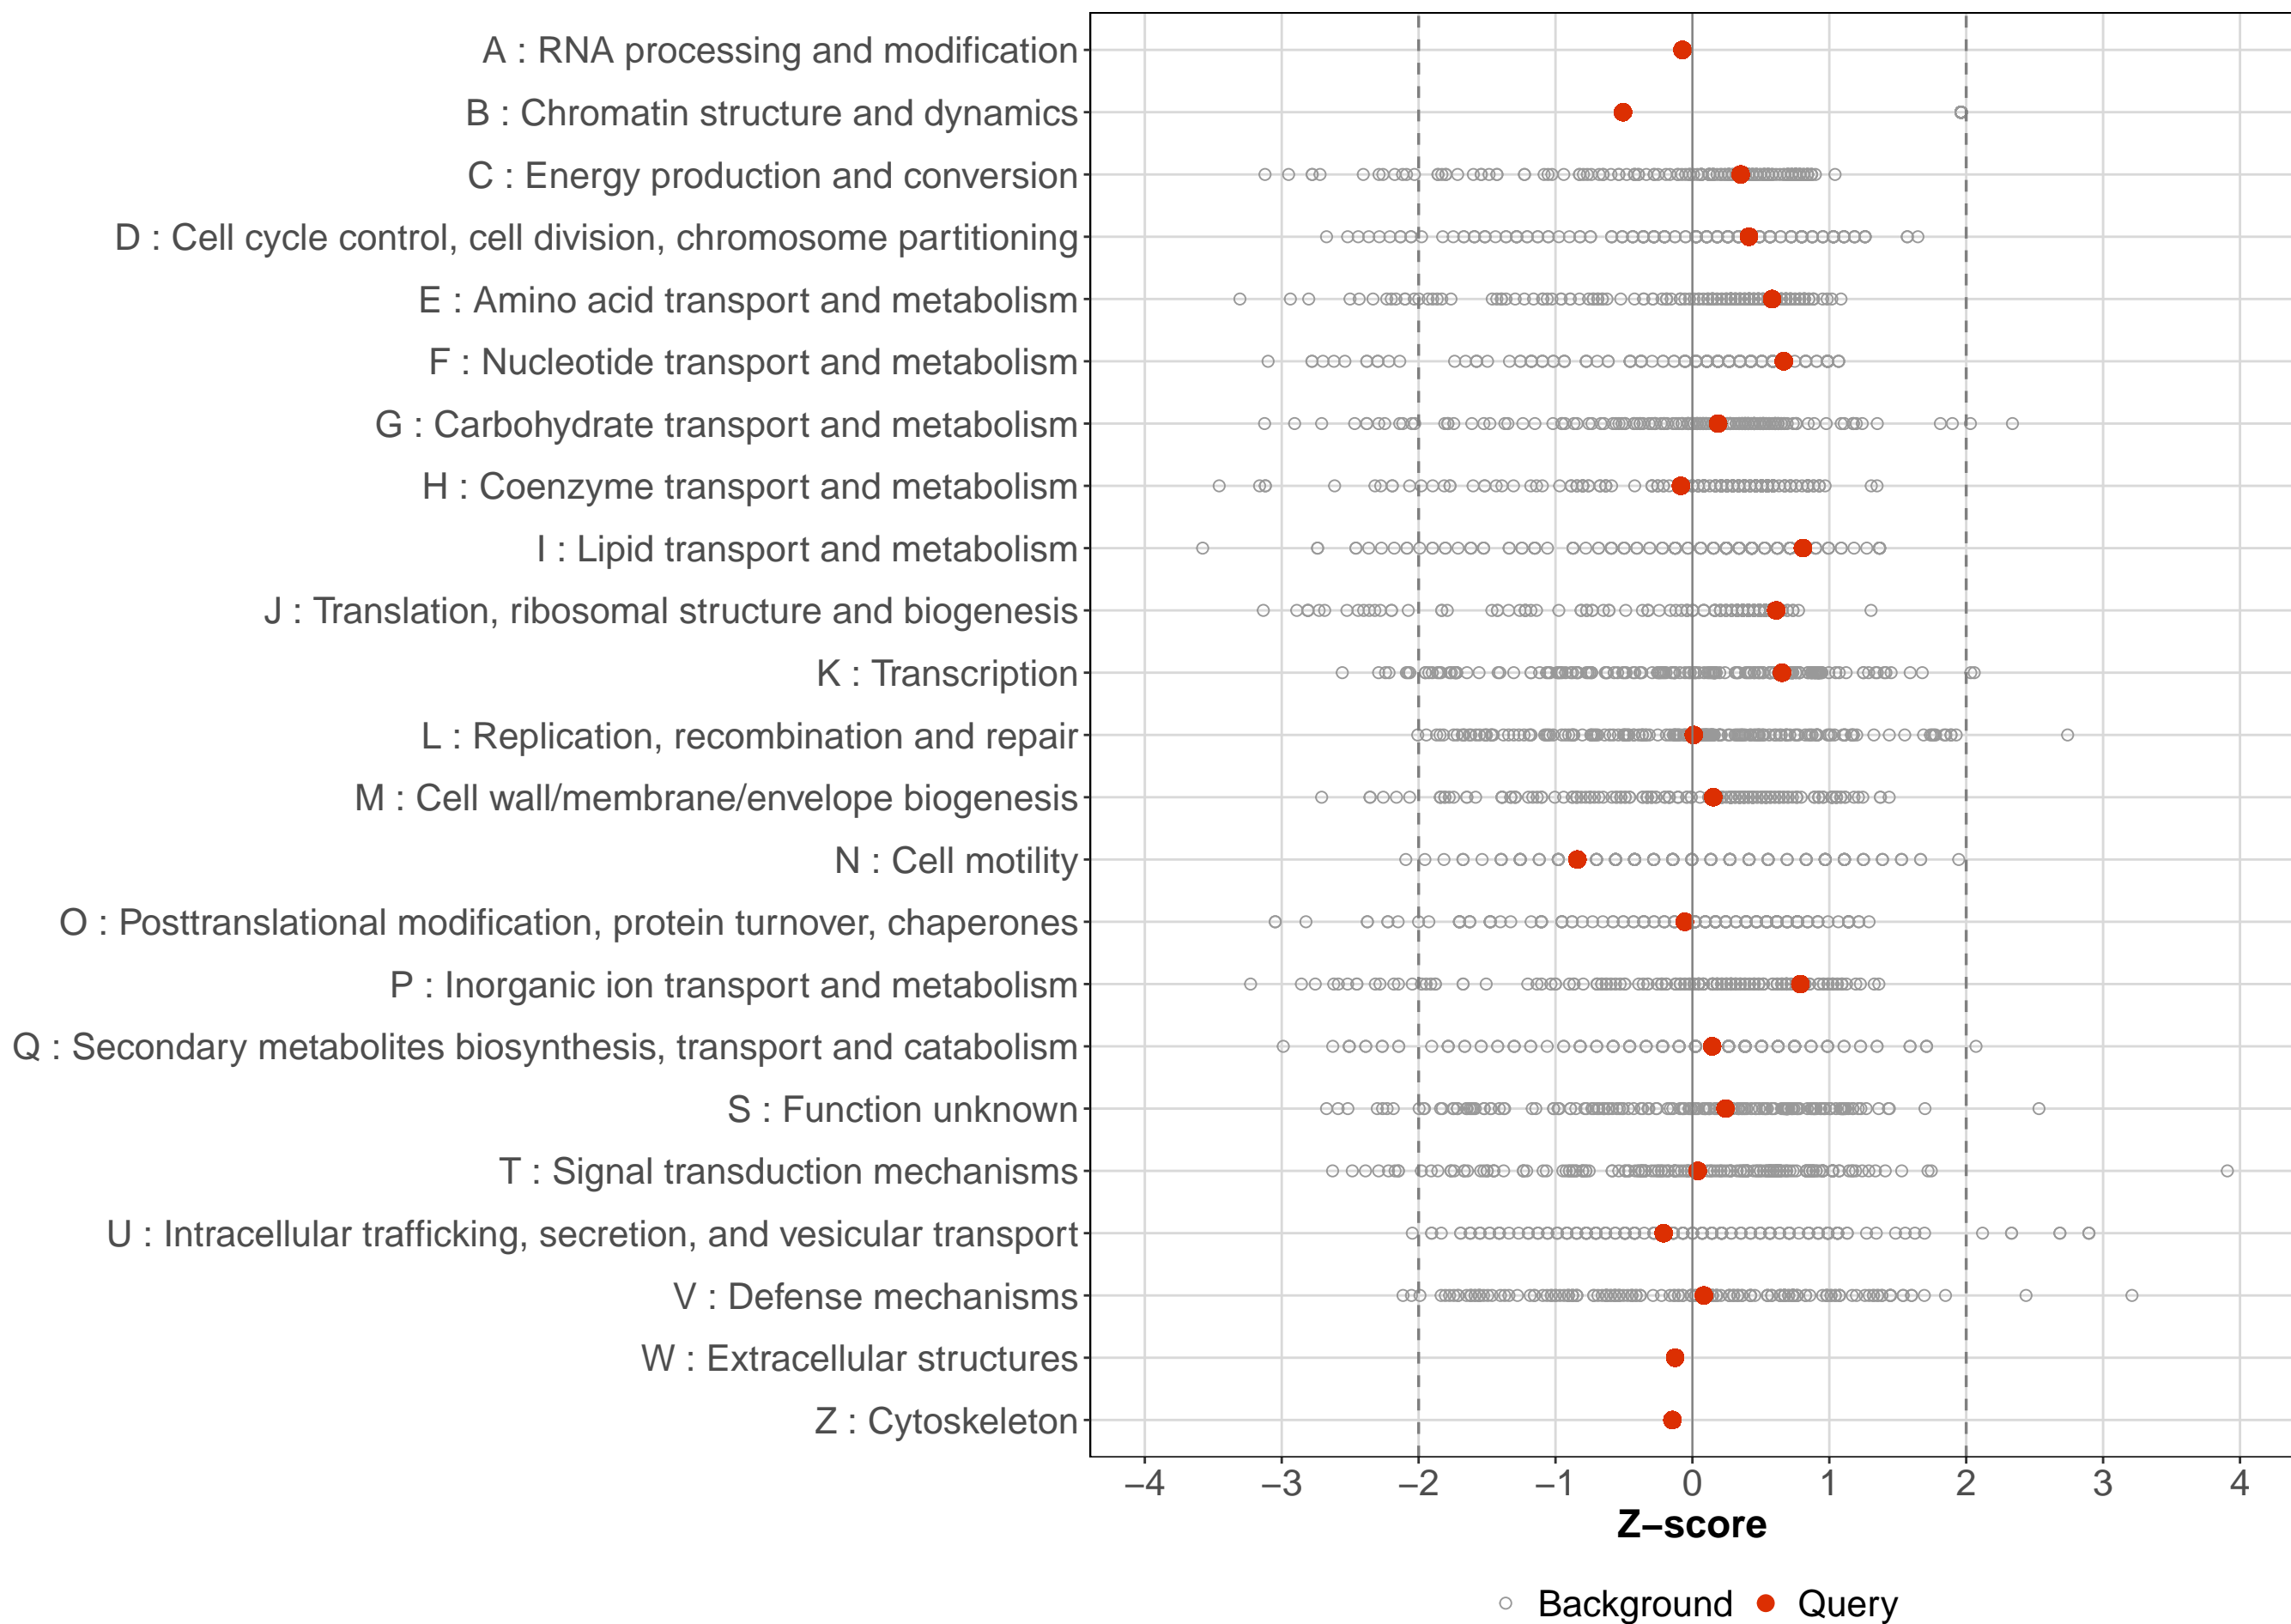 A : RNA processing and modification
B : Chromatin structure and dynamics
C : Energy production and conversion
D : Cell cycle control, cell division, chromosome partitioning
E : Amino acid transport and metabolism
F : Nucleotide transport and metabolism
G : Carbohydrate transport and metabolism
H : Coenzyme transport and metabolism
I : Lipid transport and metabolism
J : Translation, ribosomal structure and biogenesis
K : Transcription
L : Replication, recombination and repair
M : Cell wall/membrane/envelope biogenesis
N : Cell motility
O : Posttranslational modification, protein turnover, chaperones
P : Inorganic ion transport and metabolism
Q : Secondary metabolites biosynthesis, transport and catabolism
S : Function unknown
T : Signal transduction mechanisms
U : Intracellular trafficking, secretion, and vesicular transport
V : Defense mechanisms
W : Extracellular structures
Z : Cytoskeleton
−4 −3 −2 −1 0 1 2 3 4
Z−score
Background Query